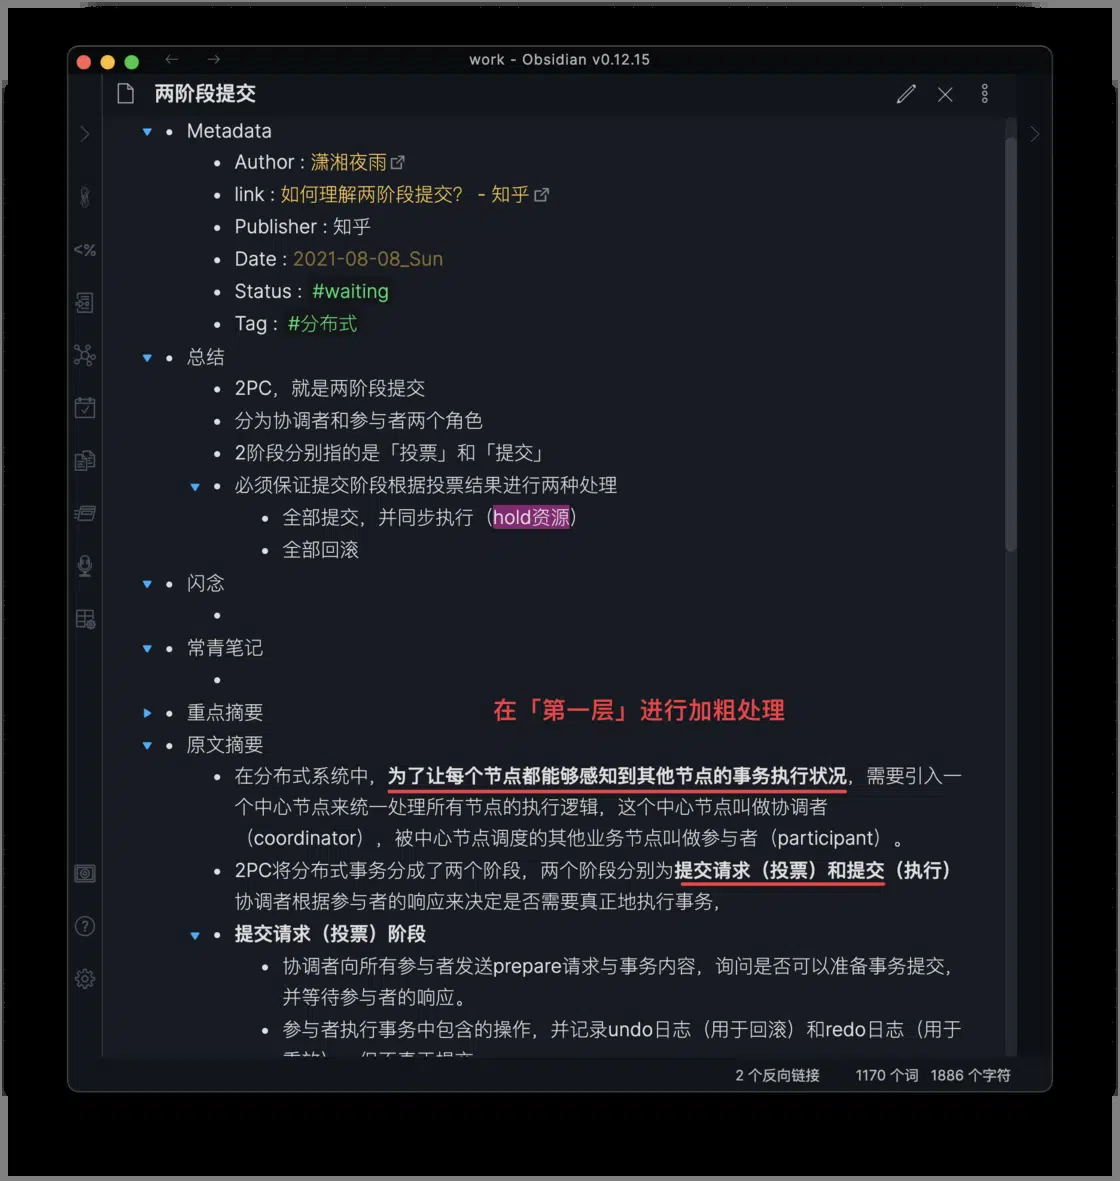 work - Obsidian v0.12.15
两阶段提交
Metadata
Author : 潇湘夜雨
link : 如何理解两阶段提交？ - 知乎
Publisher : 知乎
Date : 2021-08-08_Sun
Status : #waiting
Tag : #分布式
总结
2PC，就是两阶段提交
分为协调者和参与者两个角色
2阶段分别指的是「投票」和「提交」
必须保证提交阶段根据投票结果进行两种处理
全部提交，并同步执行（hold资源）
全部回滚
闪念
常青笔记
重点摘要
在「第一层」进行加粗处理
原文摘要
在分布式系统中，为了让每个节点都能够感知到其他节点的事务执行状况，需要引入一
个中心节点来统一处理所有节点的执行逻辑，这个中心节点叫做协调者
（coordinator），被中心节点调度的其他业务节点叫做参与者（participant）。
2PC将分布式事务分成了两个阶段，两个阶段分别为提交请求（投票）和提交（执行）
协调者根据参与者的响应来决定是否需要真正地执行事务，
提交请求（投票）阶段
协调者向所有参与者发送prepare请求与事务内容，询问是否可以准备事务提交，
并等待参与者的响应。
参与者执行事务中包含的操作，并记录undo日志（用于回滚）和redo日志（用于
2 个反向链接 1170 个词 1886 个字符